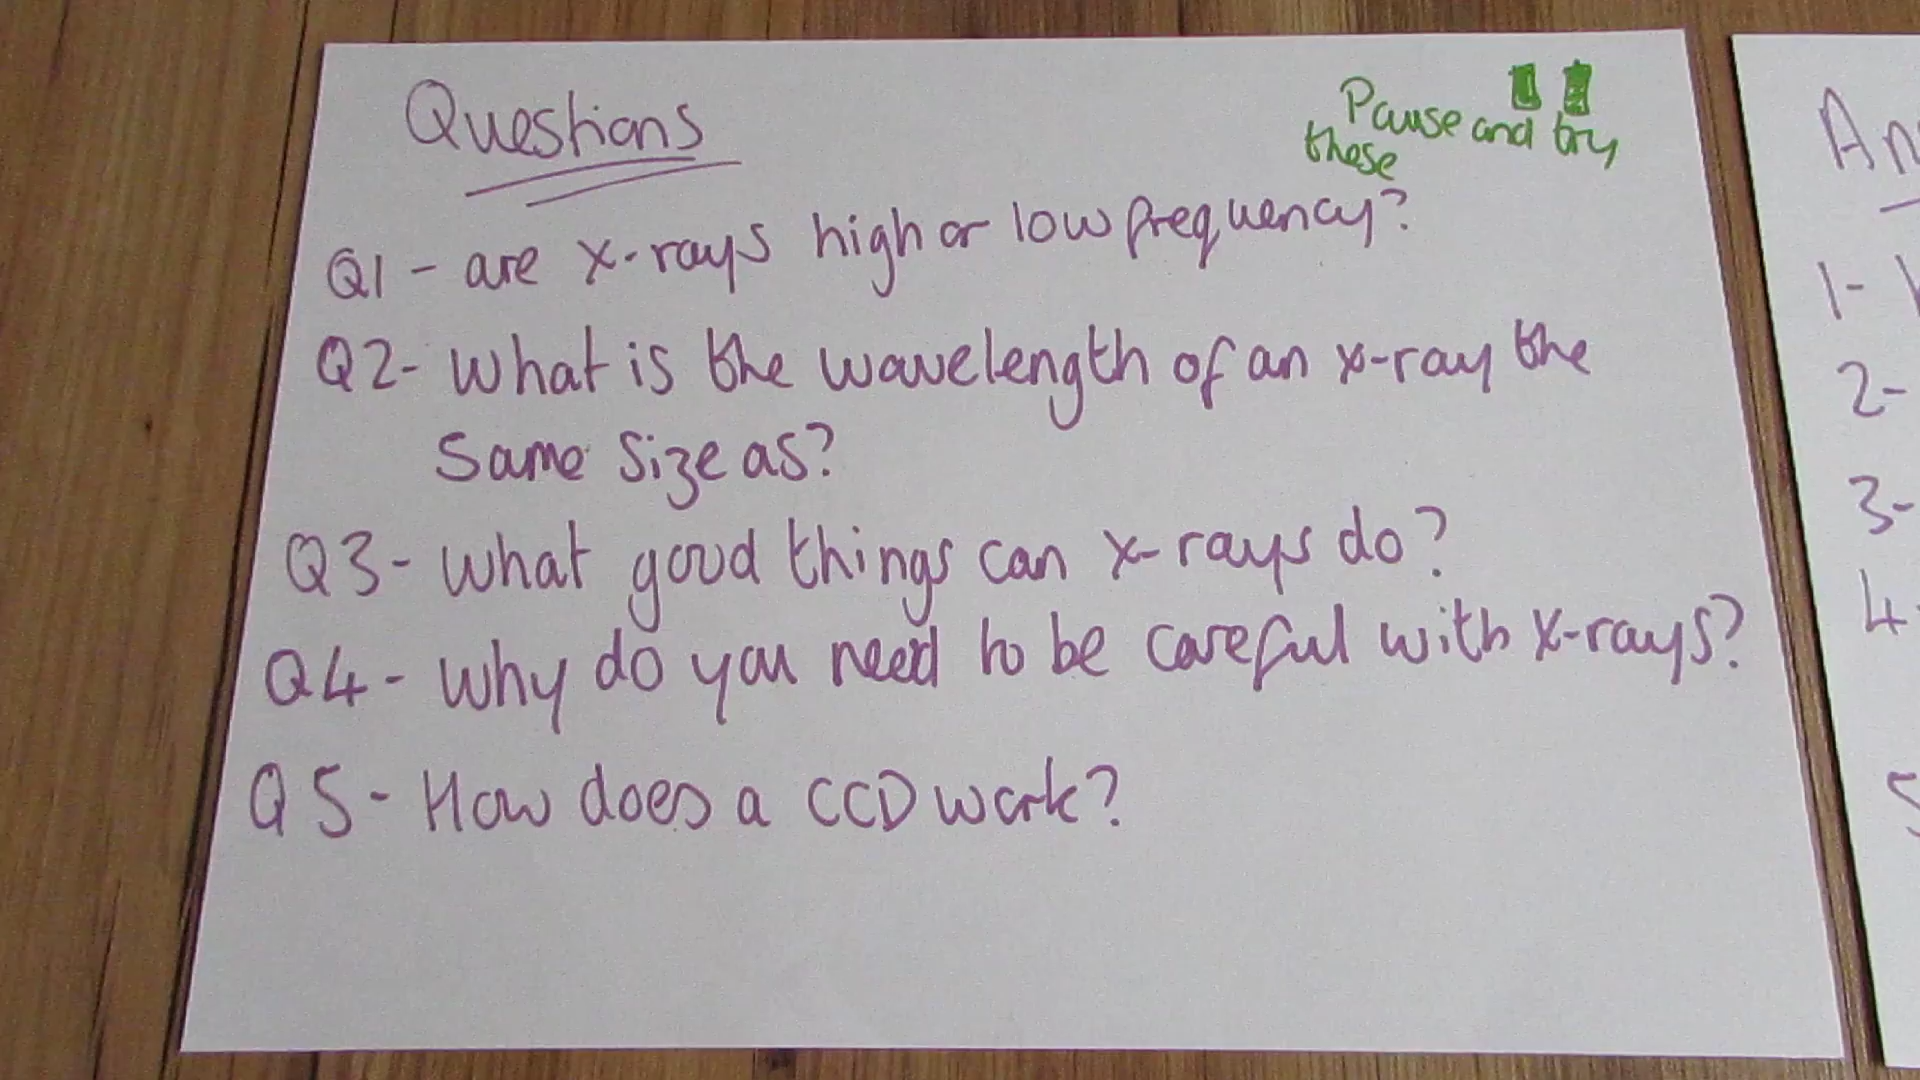 Questions
Pause and try
these
Q1 - are x-rays high or low frequency?
Q2- What is the wavelength of an x-ray the
same size as?
Q3 - what good things can x-rays do?
Q4 - why do you need to be careful with x-rays?
Q5 - How does a CCD work?
1-
2-
3-
4-
5